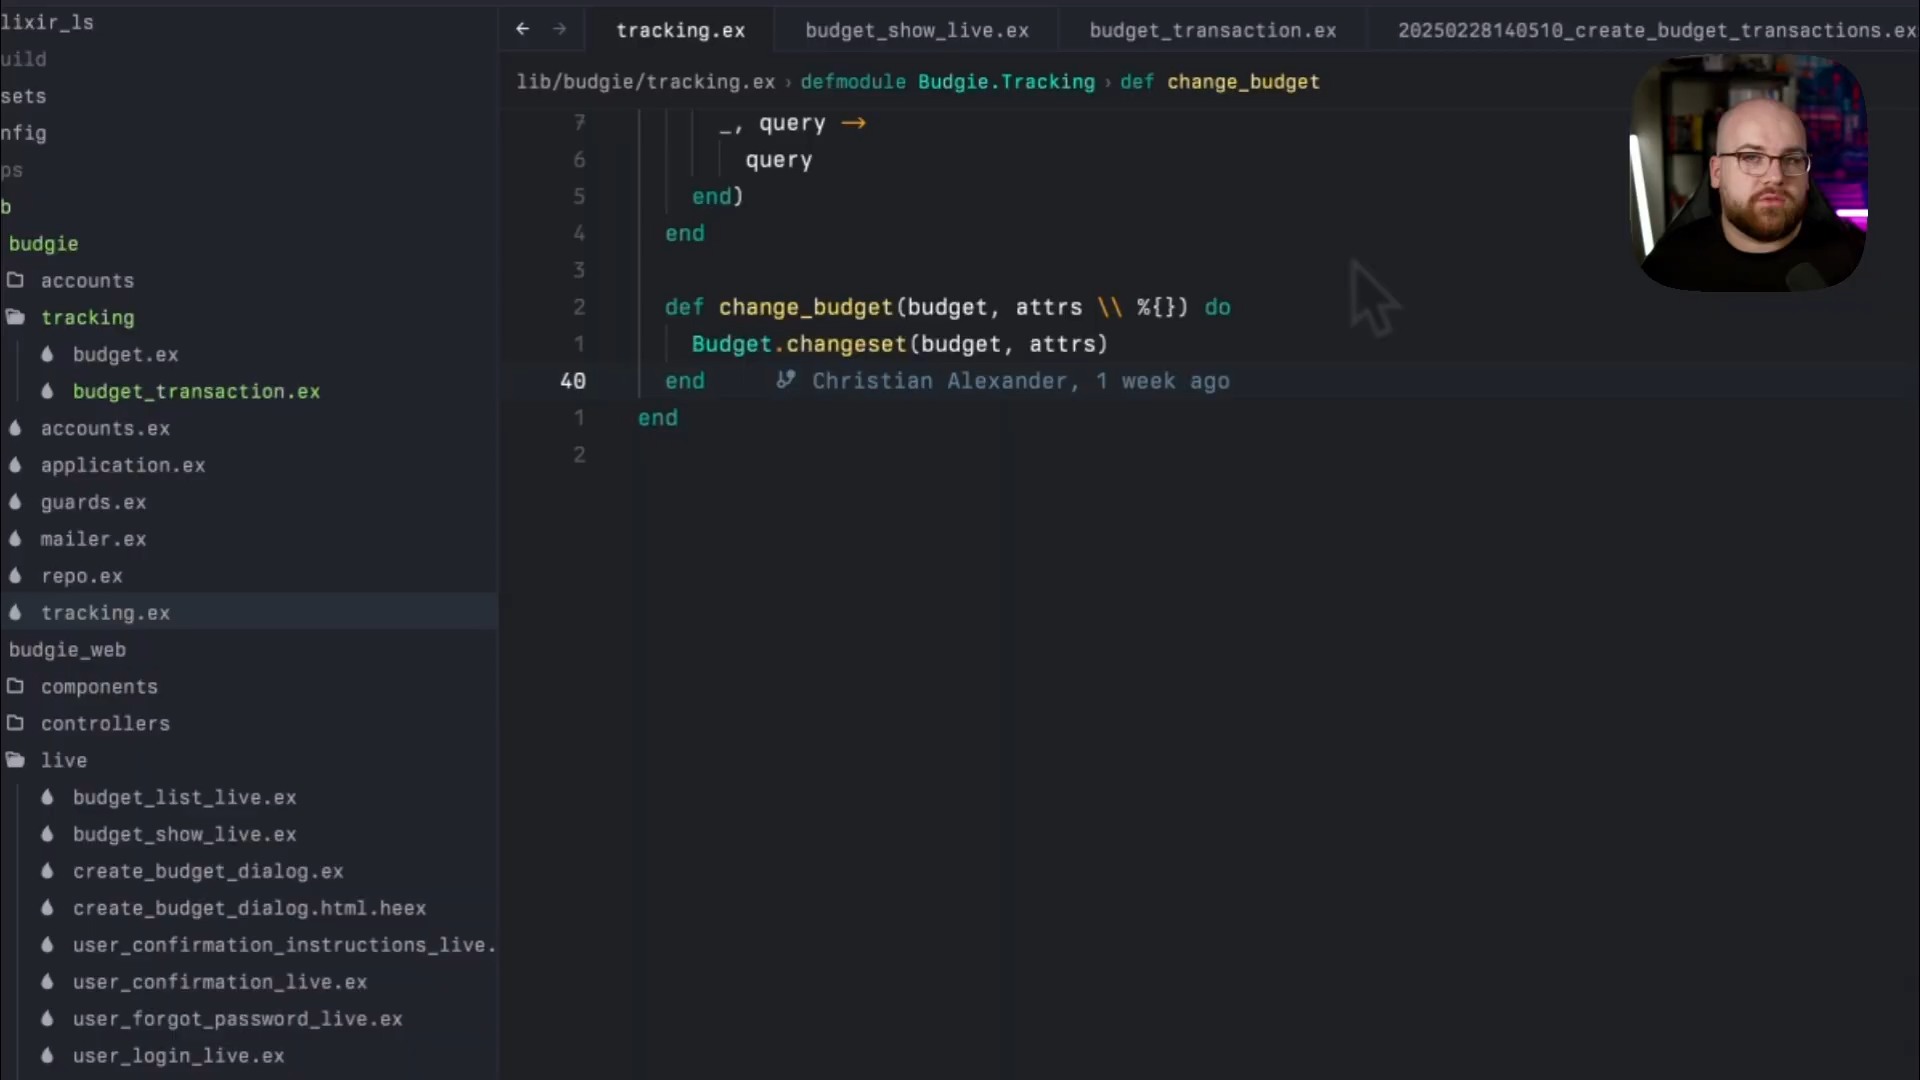 lixir_ls
uild
sets
nfig
ps
b
budgie
accounts
tracking
budget.ex
budget_transaction.ex
accounts.ex
application.ex
guards.ex
mailer.ex
repo.ex
tracking.ex
budgie_web
components
controllers
live
budget_list_live.ex
budget_show_live.ex
create_budget_dialog.ex
create_budget_dialog.html.heex
user_confirmation_instructions_live.
user_confirmation_live.ex
user_forgot_password_live.ex
user_login_live.ex
← → tracking.ex budget_show_live.ex budget_transaction.ex 20250228140510_create_budget_transactions.ex
lib/budgie/tracking.ex › defmodule Budgie.Tracking › def change_budget
7 _, query ->
6 query
5 end)
4 end
3
2 def change_budget(budget, attrs \\ %{}) do
1 Budget.changeset(budget, attrs)
40 end Christian Alexander, 1 week ago
1 end
2